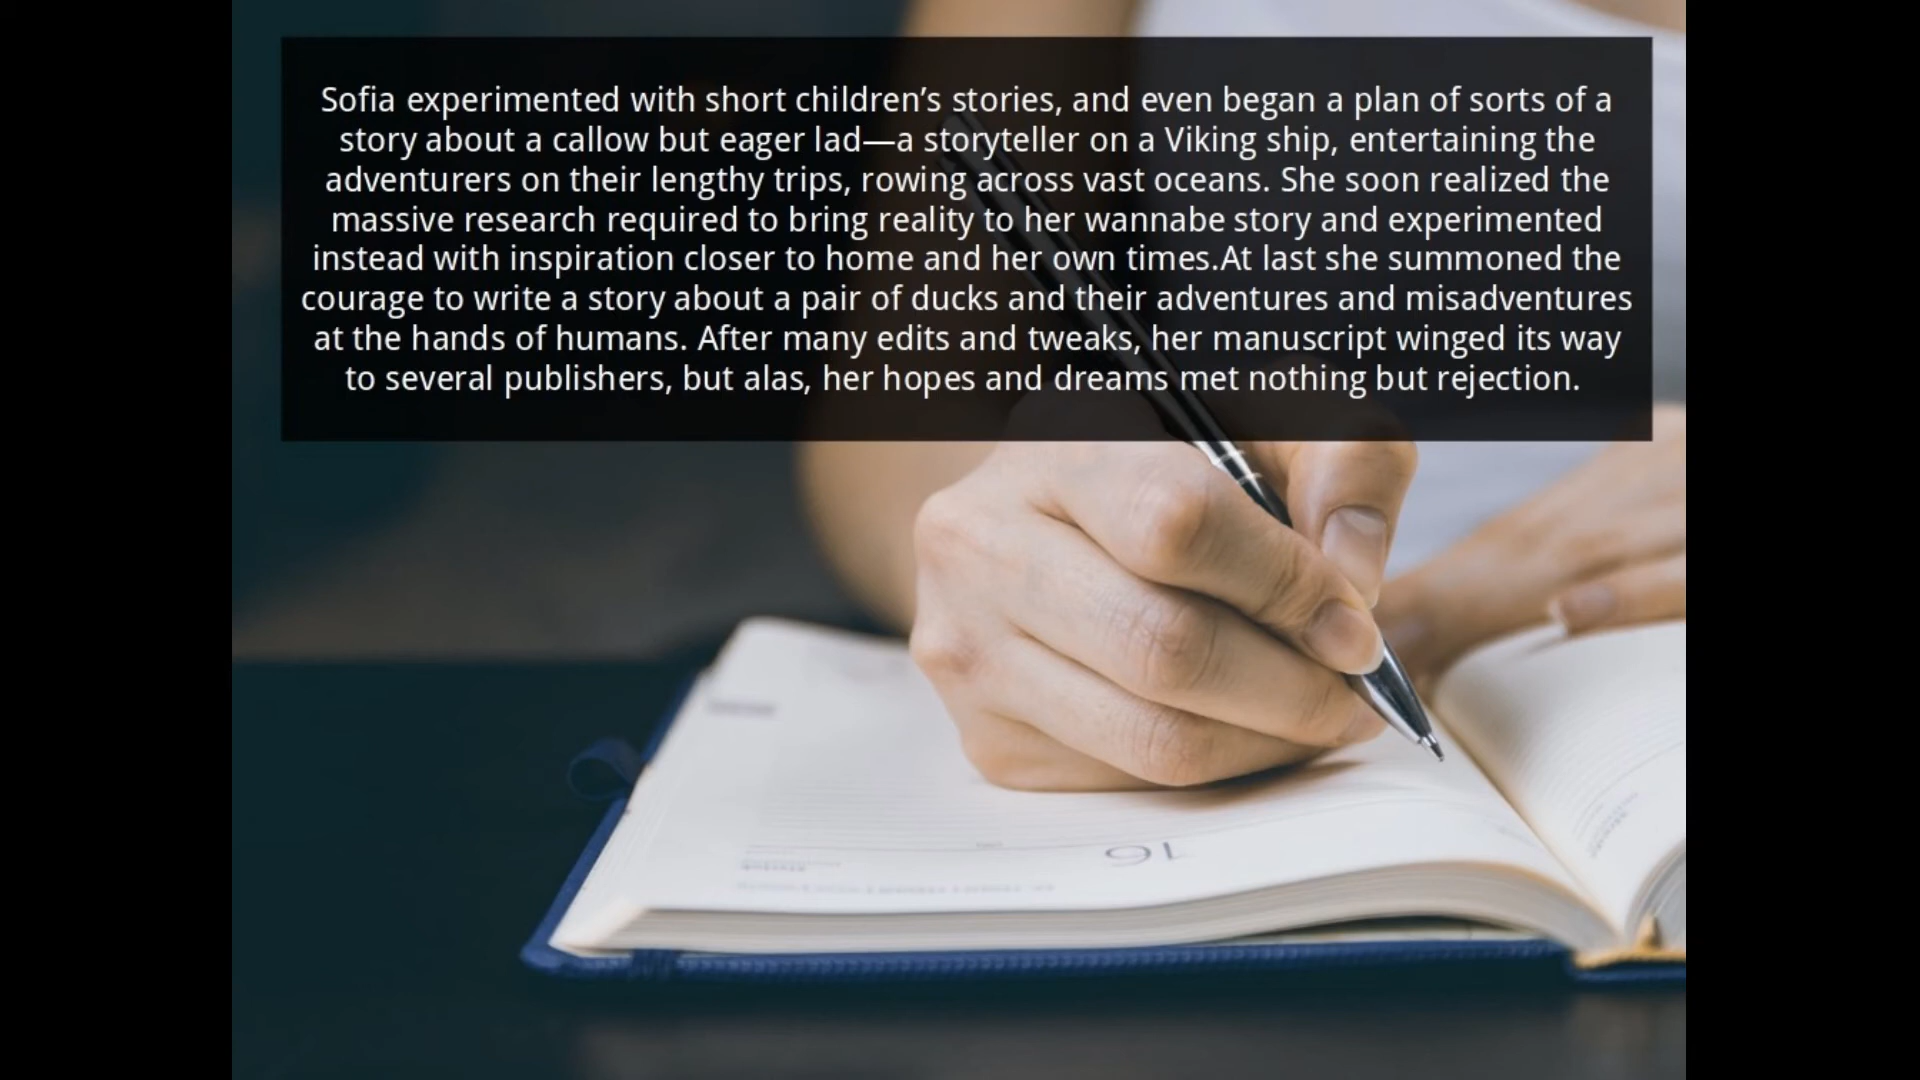 Sofia experimented with short children’s stories, and even began a plan of sorts of a
story about a callow but eager lad—a storyteller on a Viking ship, entertaining the
adventurers on their lengthy trips, rowing across vast oceans. She soon realized the
massive research required to bring reality to her wannabe story and experimented
instead with inspiration closer to home and her own times.At last she summoned the
courage to write a story about a pair of ducks and their adventures and misadventures
at the hands of humans. After many edits and tweaks, her manuscript winged its way
to several publishers, but alas, her hopes and dreams met nothing but rejection.
16